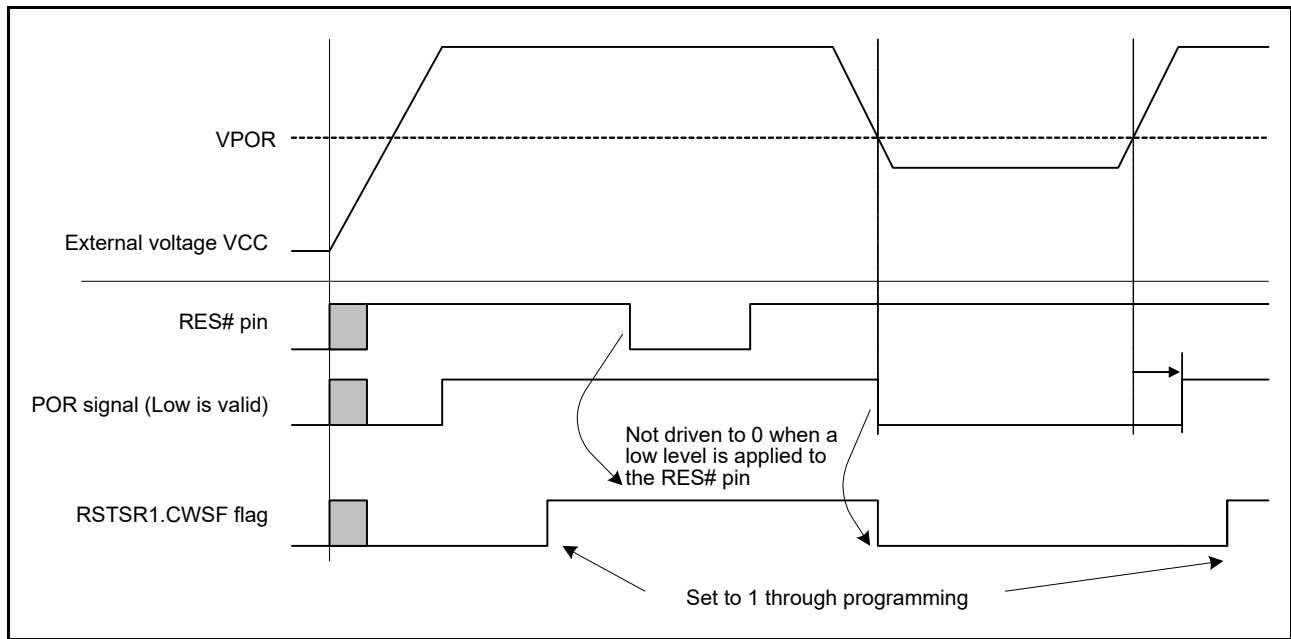 VPOR
External voltage VCC
RES# pin
POR signal (Low is valid)
Not driven to 0 when a
low level is applied to
the RES# pin
RSTSR1.CWSF flag
Set to 1 through programming